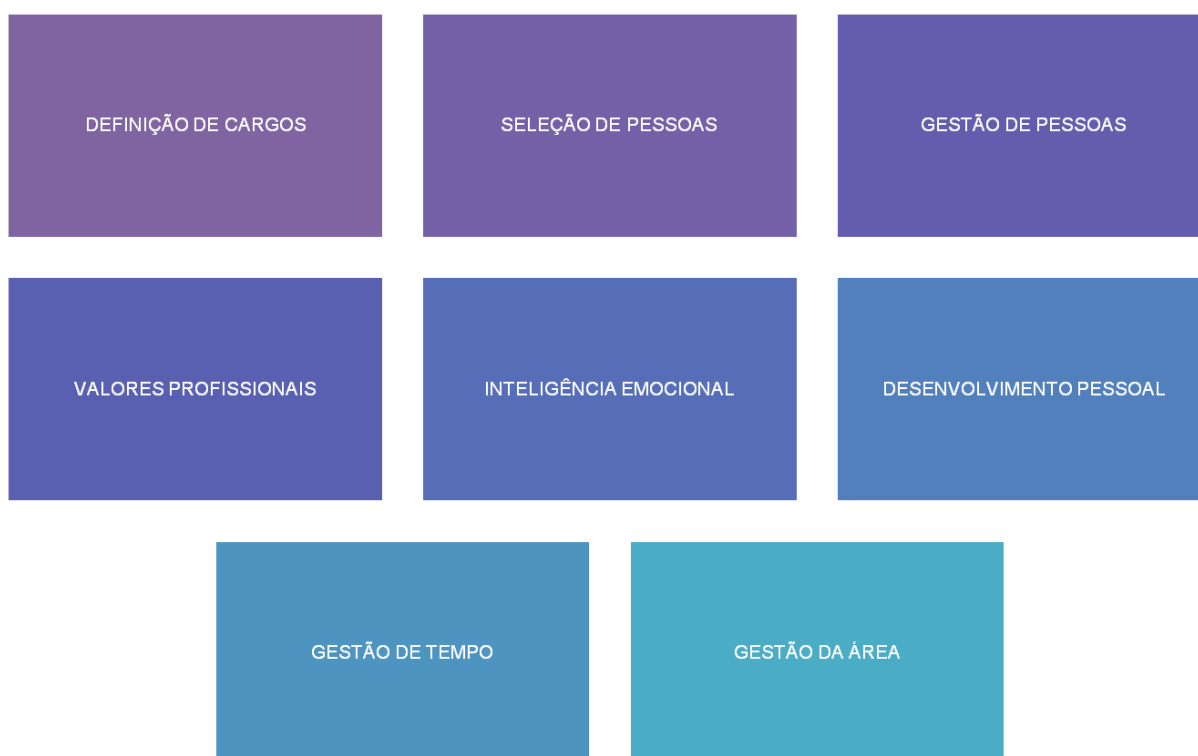 DEFINIÇÃO DE CARGOS
SELEÇÃO DE PESSOAS
GESTÃO DE PESSOAS
VALORES PROFISSIONAIS
INTELIGÊNCIA EMOCIONAL
DESENVOLVIMENTO PESSOAL
GESTÃO DE TEMPO
GESTÃO DA ÁREA